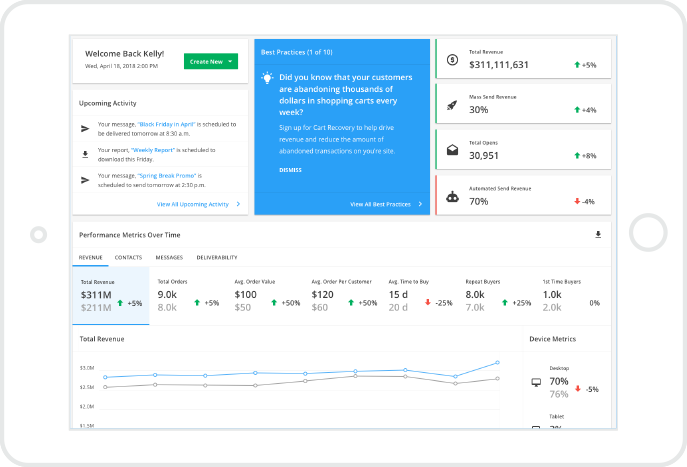 Welcome Back Kelly!
Wed, April 18, 2018 2:00 PM
Create New
Upcoming Activity
Your message, "Black Friday in April" is scheduled to
be delivered tomorrow at 8:30 a.m.
Your report, "Weekly Report" is scheduled to
download this Friday.
Your message, "Spring Break Promo" is
scheduled to send tomorrow at 2:30 p.m.
View All Upcoming Activity
Best Practices (1 of 10)
Did you know that your customers
are abandoning thousands of
dollars in shopping carts every
week?
Sign up for Cart Recovery to help drive
revenue and reduce the amount of
abandoned transactions on you're site.
DISMISS
View All Best Practices
Total Revenue
$311,111,631
+5%
Mass Send Revenue
30%
+4%
Total Opens
30,951
+8%
Automated Send Revenue
70%
-4%
Performance Metrics Over Time
REVENUE CONTACTS MESSAGES DELIVERABILITY
Total Revenue
$311M
$211M
+5%
Total Orders
9.0k
8.0k
+5%
Avg. Order Value
$100
$50
+50%
Avg. Order Per Customer
$120
$60
+50%
Avg. Time to Buy
15 d
20 d
-25%
Repeat Buyers
8.0k
7.0k
+25%
1st Time Buyers
1.0k
2.0k
0%
Total Revenue
$3.0M
$2.5M
$2.0M
$1.5M
Device Metrics
Desktop
70%
76%
-5%
Tablet